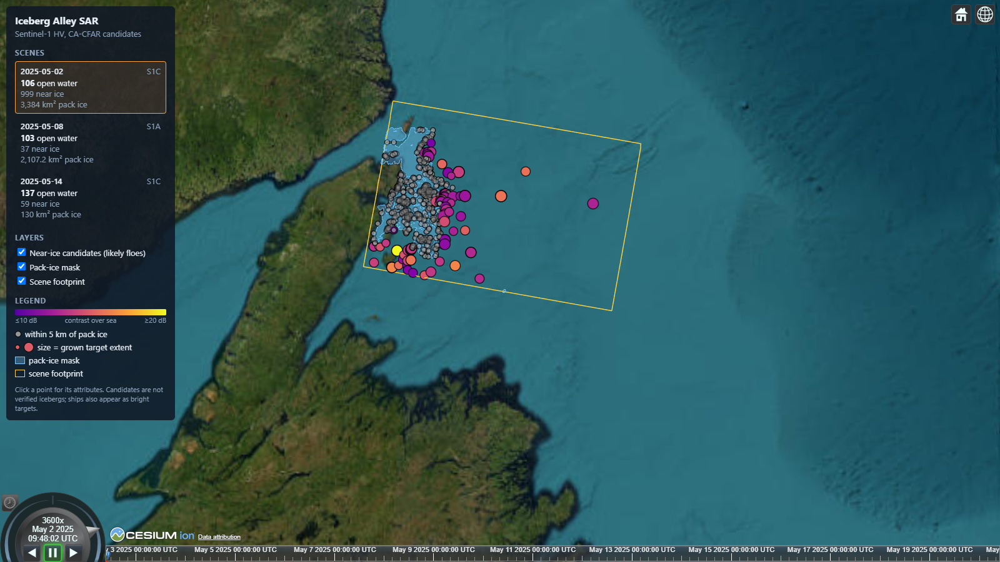 Iceberg Alley SAR
Sentinel-1 HV, CA-CFAR candidates
SCENES
2025-05-02 S1C
106 open water
999 near ice
3,384 km² pack ice
2025-05-08 S1A
103 open water
37 near ice
2,107.2 km² pack ice
2025-05-14 S1C
137 open water
59 near ice
130 km² pack ice
LAYERS
Near-ice candidates (likely floes)
Pack-ice mask
Scene footprint
LEGEND
≤10 dB contrast over sea ≥20 dB
within 5 km of pack ice
size = grown target extent
pack-ice mask
scene footprint
Click a point for its attributes. Candidates are not
verified icebergs; ships also appear as bright
targets.
3600x
May 2 2025
09:48:02 UTC
CESIUM ion Data attribution
3 2025 00:00:00 UTC May 5 2025 00:00:00 UTC May 7 2025 00:00:00 UTC May 9 2025 00:00:00 UTC May 11 2025 00:00:00 UTC May 13 2025 00:00:00 UTC May 15 2025 00:00:00 UTC May 17 2025 00:00:00 UTC May 19 2025 00:00:00 UTC May